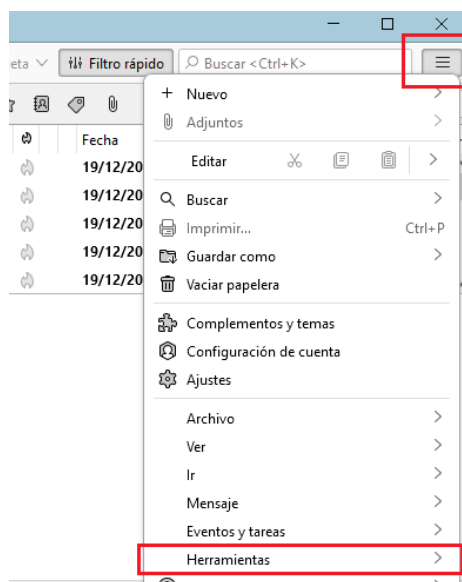 eta Filtro rápido Buscar <Ctrl+K>
Nuevo
Adjuntos
Fecha
Editar
19/12/20
19/12/20
Buscar
19/12/20
Imprimir... Ctrl+P
19/12/20
Guardar como
19/12/20
Vaciar papelera
Complementos y temas
Configuración de cuenta
Ajustes
Archivo
Ver
Ir
Mensaje
Eventos y tareas
Herramientas